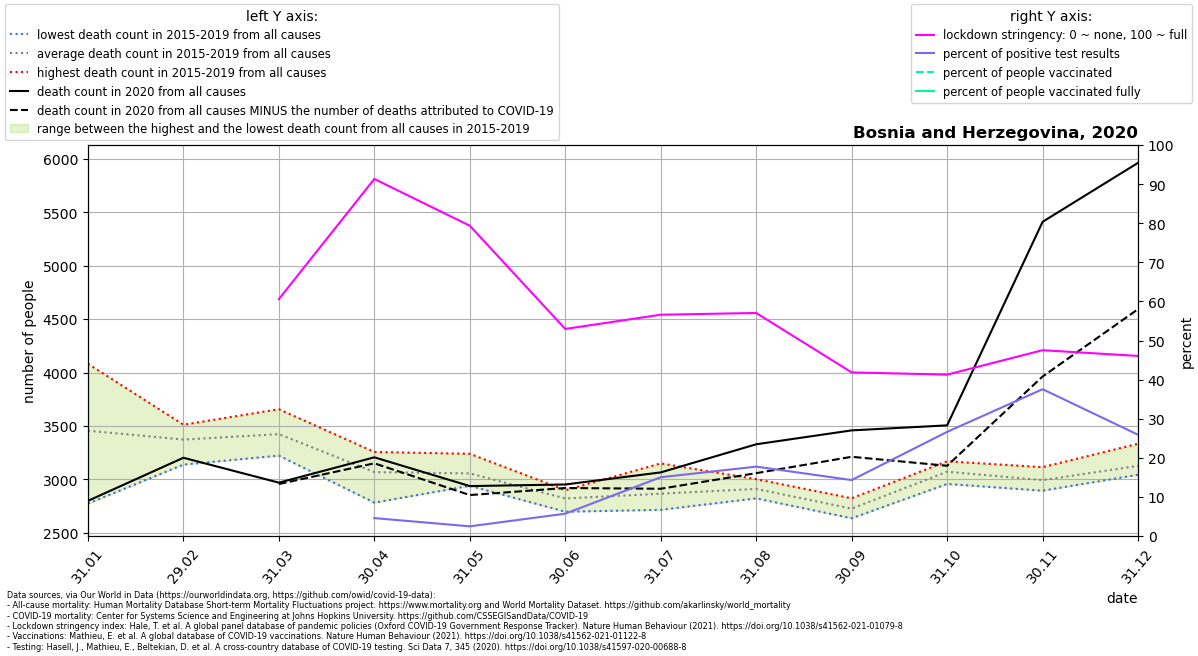 left Y axis:
lowest death count in 2015-2019 from all causes
average death count in 2015-2019 from all causes
highest death count in 2015-2019 from all causes
death count in 2020 from all causes
death count in 2020 from all causes MINUS the number of deaths attributed to COVID-19
range between the highest and the lowest death count from all causes in 2015-2019
right Y axis:
lockdown stringency: 0 ~ none, 100 ~ full
percent of positive test results
percent of people vaccinated
percent of people vaccinated fully
Bosnia and Herzegovina, 2020
number of people
6000
5500
5000
4500
4000
3500
3000
2500
100
90
80
70
60
50
40
30
20
10
0
percent
31.01
29.02
31.03
30.04
31.05
30.06
31.07
31.08
30.09
31.10
30.11
31.12
date
Data sources, via Our World in Data (https://ourworldindata.org, https://github.com/owid/covid-19-data):
- All-cause mortality: Human Mortality Database Short-term Mortality Fluctuations project. https://www.mortality.org and World Mortality Dataset. https://github.com/akarlinsky/world_mortality
- COVID-19 mortality: Center for Systems Science and Engineering at Johns Hopkins University. https://github.com/CSSEGISandData/COVID-19
- Lockdown stringency index: Hale, T. et al. A global panel database of pandemic policies (Oxford COVID-19 Government Response Tracker). Nature Human Behaviour (2021). https://doi.org/10.1038/s41562-021-01079-8
- Vaccinations: Mathieu, E. et al. A global database of COVID-19 vaccinations. Nature Human Behaviour (2021). https://doi.org/10.1038/s41562-021-01122-8
- Testing: Hasell, J., Mathieu, E., Beltekian, D. et al. A cross-country database of COVID-19 testing. Sci Data 7, 345 (2020). https://doi.org/10.1038/s41597-020-00688-8